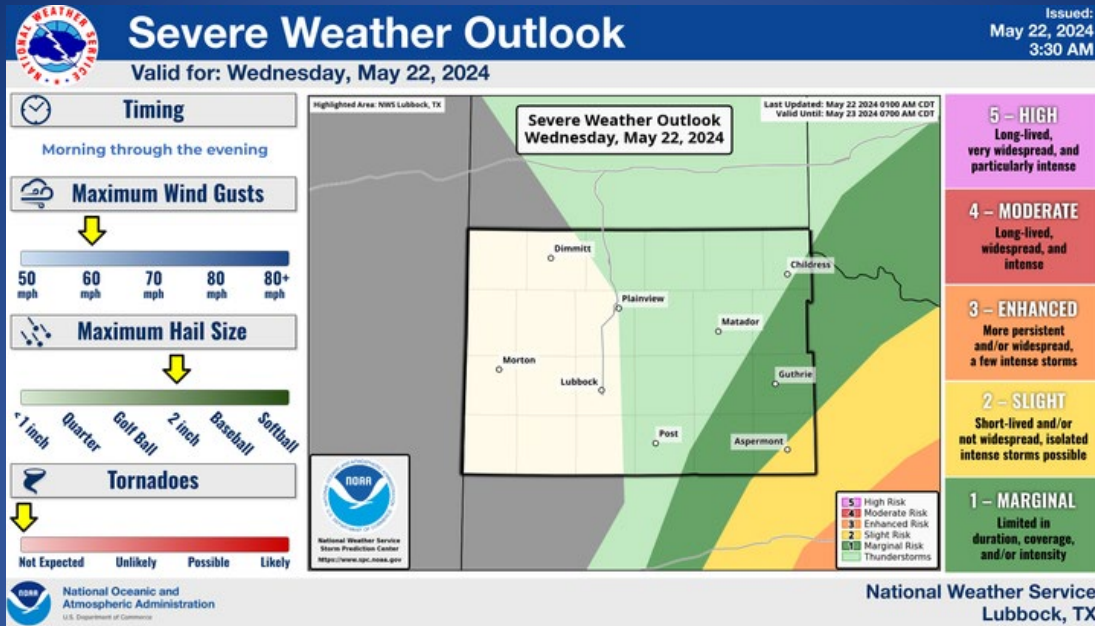 NATIONAL WEATHER SERVICE
Severe Weather Outlook
Issued:
May 22, 2024
3:30 AM
Valid for: Wednesday, May 22, 2024
Timing
Morning through the evening
Maximum Wind Gusts
50 mph
60 mph
70 mph
80 mph
80+ mph
Maximum Hail Size
<1 inch
Quarter
Golf Ball
2 inch
Baseball
Softball
Tornadoes
Not Expected
Unlikely
Possible
Likely
Highlighted Area: NWS Lubbock, TX
Severe Weather Outlook
Wednesday, May 22, 2024
Last Updated: May 22 2024 0100 AM CDT
Valid Until: May 23 2024 0700 AM CDT
Dimmitt
Childress
Plainview
Matador
Morton
Lubbock
Guthrie
Post
Aspermont
NOAA
National Weather Service
Storm Prediction Center
https://www.spc.noaa.gov
5 High Risk
4 Moderate Risk
3 Enhanced Risk
2 Slight Risk
1 Marginal Risk
Thunderstorms
5 – HIGH
Long-lived,
very widespread, and
particularly intense
4 – MODERATE
Long-lived,
widespread, and
intense
3 – ENHANCED
More persistent
and/or widespread,
a few intense storms
2 – SLIGHT
Short-lived and/or
not widespread, isolated
intense storms possible
1 – MARGINAL
Limited in
duration, coverage,
and/or intensity
NOAA
National Oceanic and
Atmospheric Administration
U.S. Department of Commerce
National Weather Service
Lubbock, TX